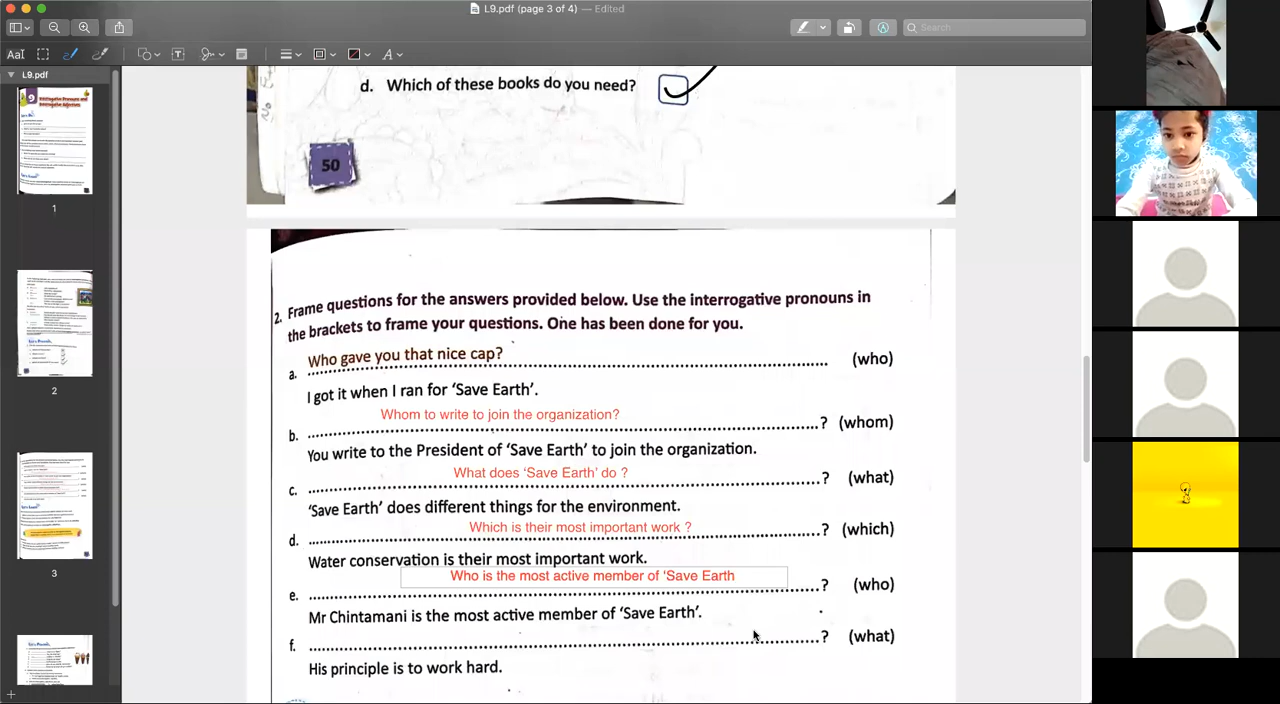 L9.pdf (page 3 of 4) — Edited
Search
AaI
A
L9.pdf
1
2
3
d. Which of these books do you need?
50
2. Frame questions for the answers provided below. Use the interrogative pronouns in
the brackets to frame your questions. One has been done for you.
Who gave you that nice cap?
a. (who)
I got it when I ran for ‘Save Earth’.
Whom to write to join the organization?
b. ? (whom)
You write to the President of ‘Save Earth’ to join the organization.
What does ‘Save Earth’ do ?
c. ? (what)
‘Save Earth’ does different things for the environment.
Which is their most important work ?
d. ? (which)
Water conservation is their most important work.
Who is the most active member of ‘Save Earth
e. ? (who)
Mr Chintamani is the most active member of ‘Save Earth’.
f. ? (what)
His principle is to work hard.